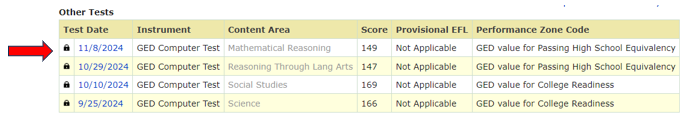 Other Tests
Test Date Instrument Content Area Score Provisional EFL Performance Zone Code
11/8/2024 GED Computer Test Mathematical Reasoning 149 Not Applicable GED value for Passing High School Equivalency
10/29/2024 GED Computer Test Reasoning Through Lang Arts 147 Not Applicable GED value for Passing High School Equivalency
10/10/2024 GED Computer Test Social Studies 169 Not Applicable GED value for College Readiness
9/25/2024 GED Computer Test Science 166 Not Applicable GED value for College Readiness